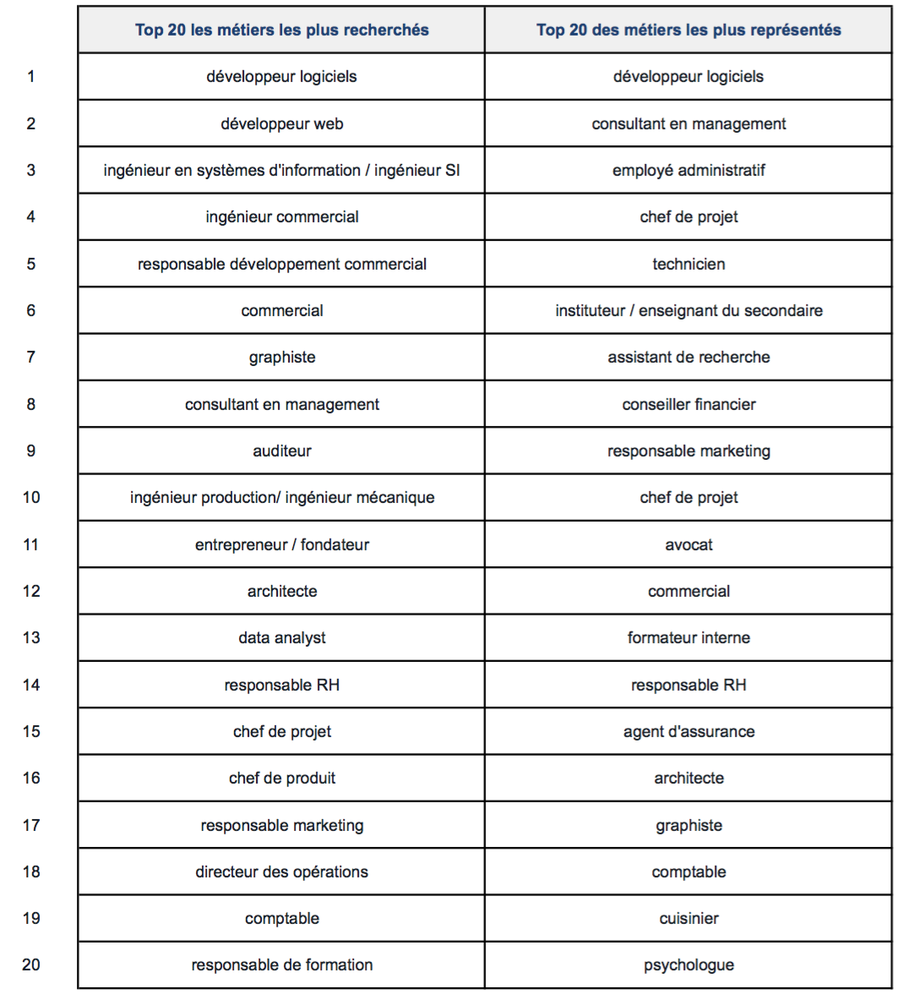 Top 20 les métiers les plus recherchés Top 20 des métiers les plus représentés
1 développeur logiciels développeur logiciels
2 développeur web consultant en management
3 ingénieur en systèmes d'information / ingénieur SI employé administratif
4 ingénieur commercial chef de projet
5 responsable développement commercial technicien
6 commercial instituteur / enseignant du secondaire
7 graphiste assistant de recherche
8 consultant en management conseiller financier
9 auditeur responsable marketing
10 ingénieur production/ ingénieur mécanique chef de projet
11 entrepreneur / fondateur avocat
12 architecte commercial
13 data analyst formateur interne
14 responsable RH responsable RH
15 chef de projet agent d'assurance
16 chef de produit architecte
17 responsable marketing graphiste
18 directeur des opérations comptable
19 comptable cuisinier
20 responsable de formation psychologue